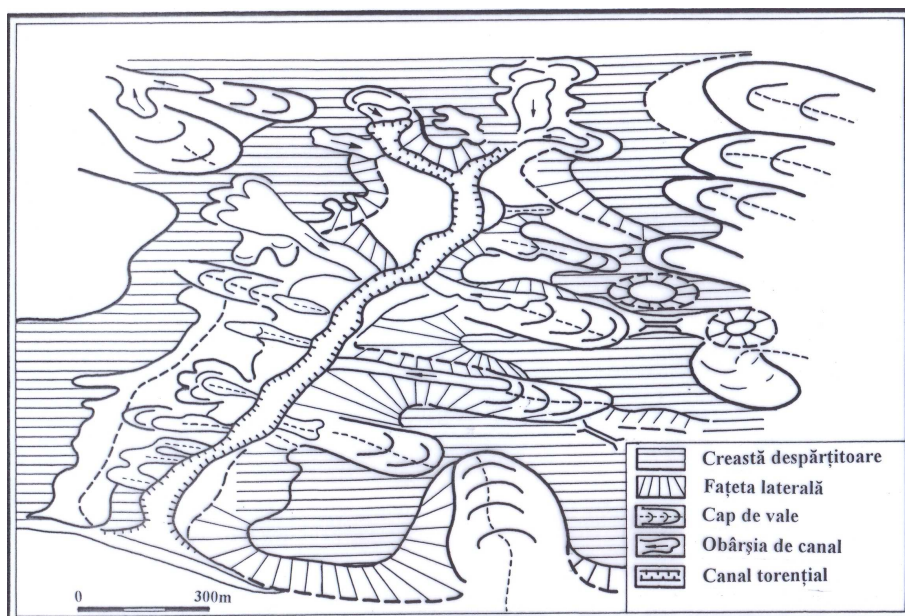 Creastă despărțitoare
Fațeta laterală
Cap de vale
Obârșia de canal
Canal torențial
0 300m